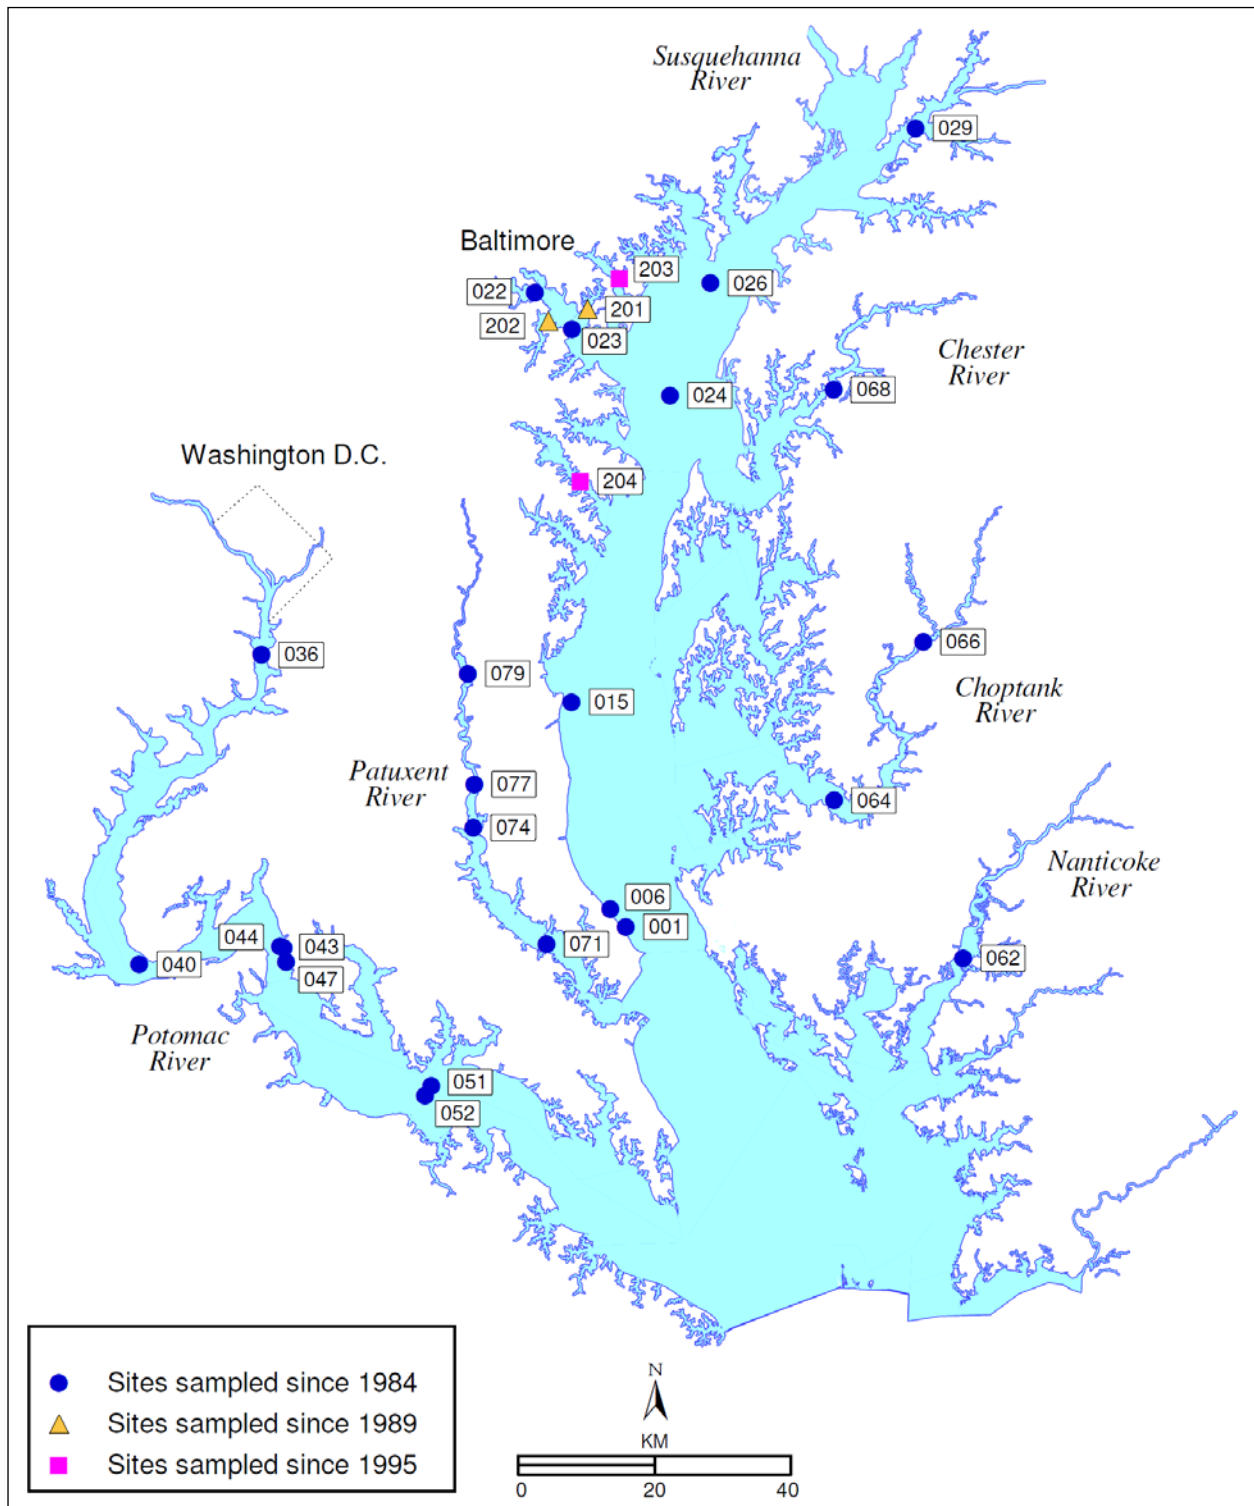 Susquehanna
River
029
Baltimore
203
026
022
201
202
023
Chester
River
068
024
Washington D.C.
204
036
066
079
Choptank
River
015
Patuxent
River
077
064
074
Nanticoke
River
006
001
044
043
071
040
062
047
Potomac
River
051
052
Sites sampled since 1984
Sites sampled since 1989
Sites sampled since 1995
N
KM
0 20 40